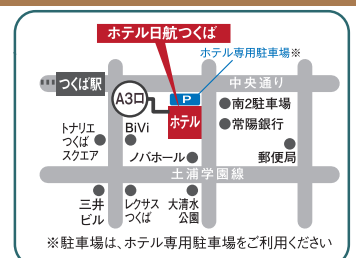 ホテル日航つくば
ホテル専用駐車場※
つくば駅
中央通り
A3口
P
ホテル
南2駐車場
常陽銀行
トナリエ
つくば
スクエア
BiVi
ノバホール
郵便局
土浦学園線
三井
ビル
レクサス
つくば
大清水
公園
※駐車場は、ホテル専用駐車場をご利用ください